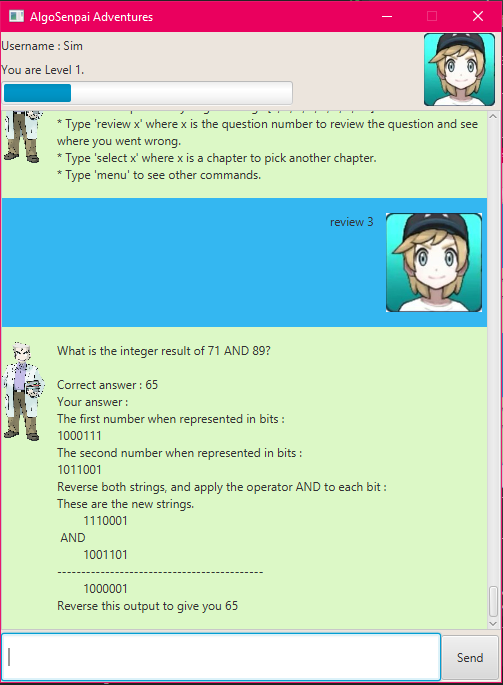 AlgoSenpai Adventures
Username : Sim
You are Level 1.
* Type 'review x' where x is the question number to review the question and see
where you went wrong.
* Type 'select x' where x is a chapter to pick another chapter.
* Type 'menu' to see other commands.
review 3
What is the integer result of 71 AND 89?
Correct answer : 65
Your answer :
The first number when represented in bits :
1000111
The second number when represented in bits :
1011001
Reverse both strings, and apply the operator AND to each bit :
These are the new strings.
1110001
AND
1001101
-------------------------------------------
1000001
Reverse this output to give you 65
Send